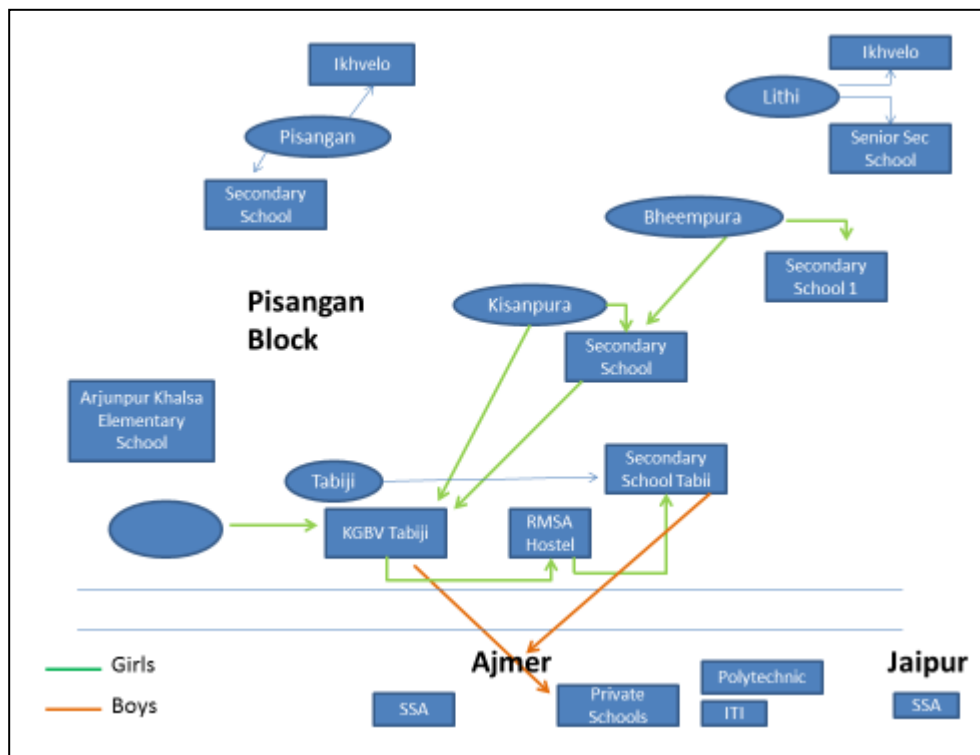 Ikhvelo
Ikhvelo
Lithi
Pisangan
Senior Sec
School
Secondary
School
Bheempura
Secondary
School 1
Pisangan
Block
Kisanpura
Secondary
School
Arjunpur Khalsa
Elementary
School
Tabiji
Secondary
School Tabii
KGBV Tabiji
RMSA
Hostel
Girls
Boys
Ajmer
Jaipur
SSA
Private
Schools
Polytechnic
ITI
SSA